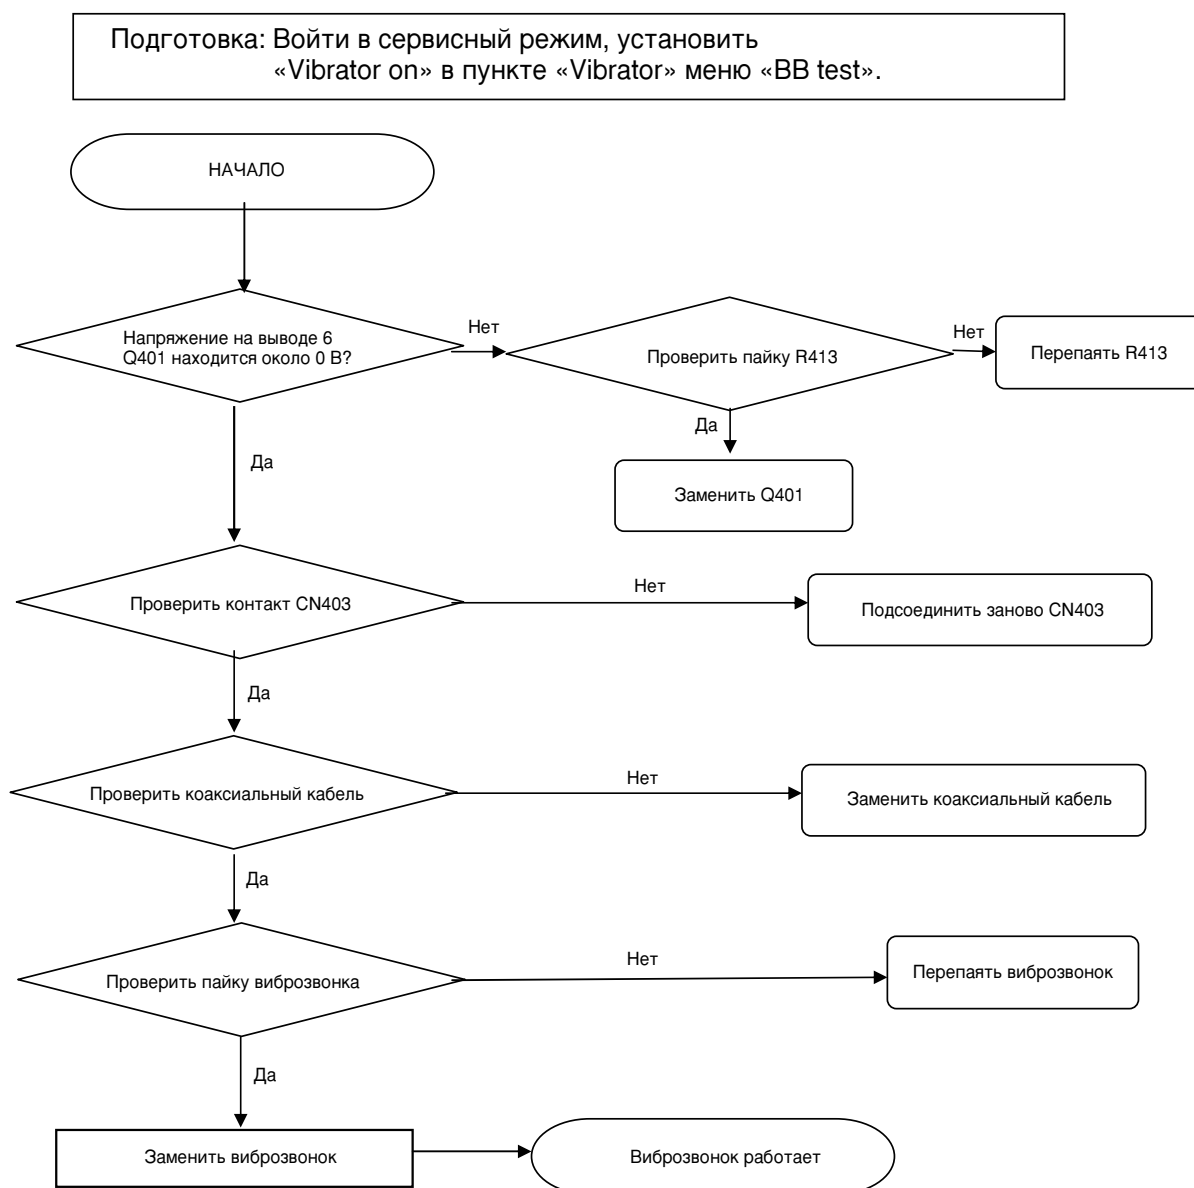 Подготовка: Войти в сервисный режим, установить
«Vibrator on» в пункте «Vibrator» меню «BB test».
НАЧАЛО
Напряжение на выводе 6
Q401 находится около 0 В?
Нет
Проверить пайку R413
Нет
Перепаять R413
Да
Заменить Q401
Да
Проверить контакт CN403
Нет
Подсоединить заново CN403
Да
Проверить коаксиальный кабель
Нет
Заменить коаксиальный кабель
Да
Проверить пайку виброзвонка
Нет
Перепаять виброзвонок
Да
Заменить виброзвонок
Виброзвонок работает